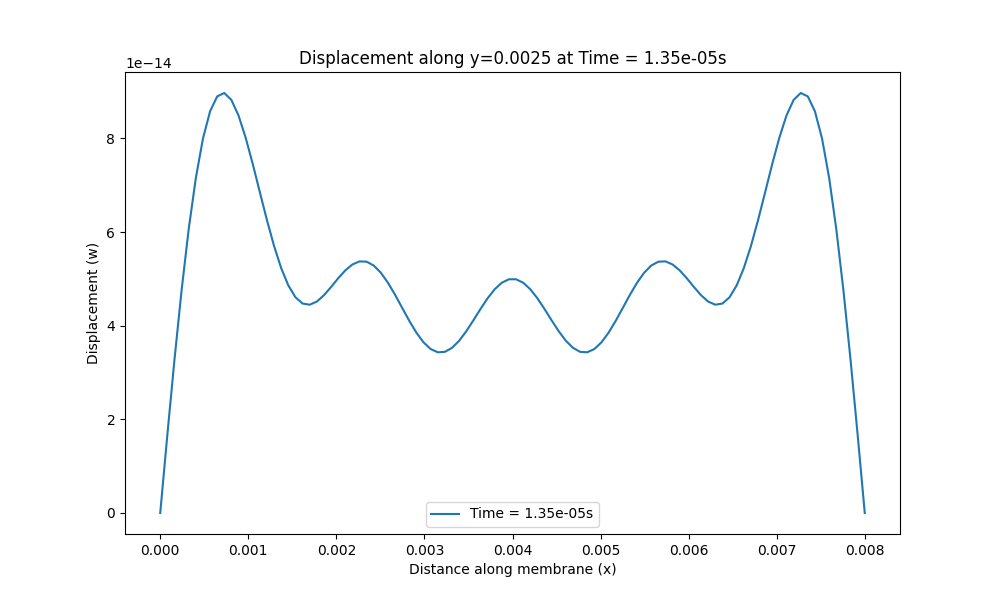 Displacement along y=0.0025 at Time = 1.35e-05s
1e−14
8
6
4
2
0
Displacement (w)
Time = 1.35e-05s
0.000 0.001 0.002 0.003 0.004 0.005 0.006 0.007 0.008
Distance along membrane (x)